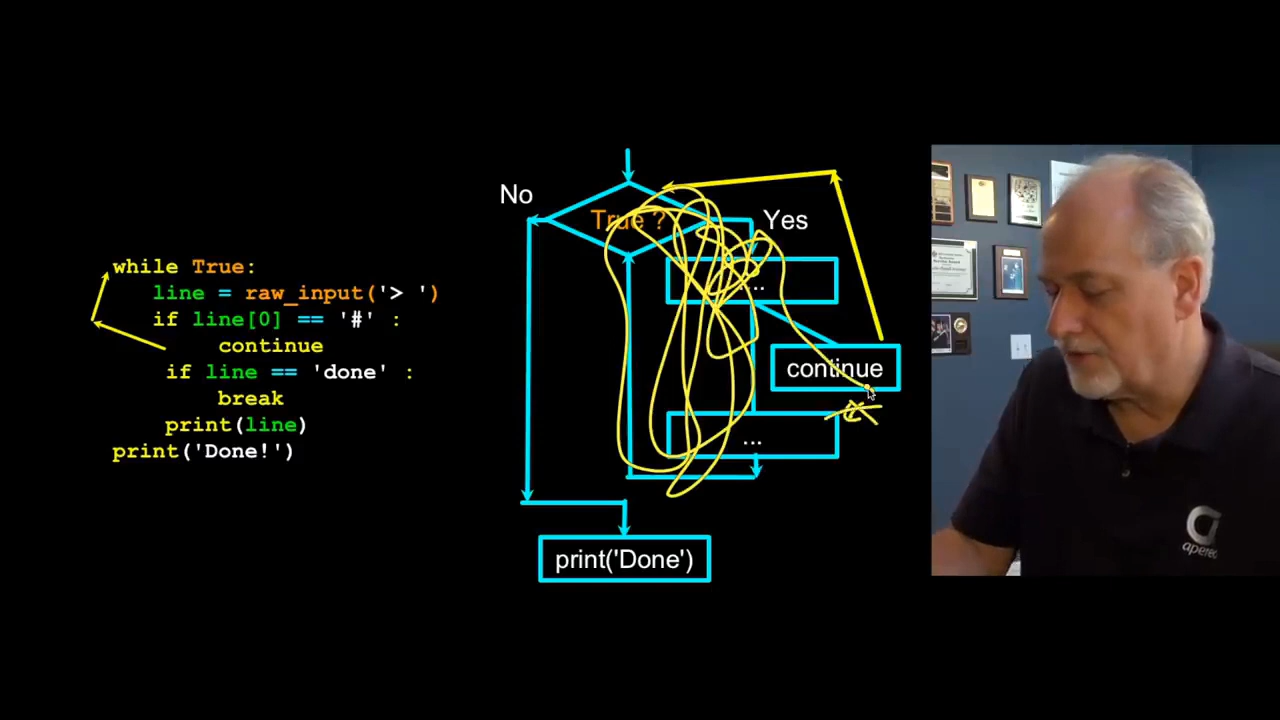 while True:
line = raw_input('> ')
if line[0] == '#' :
continue
if line == 'done' :
break
print(line)
print('Done!')
No
True ?
Yes
....
continue
...
print('Done')